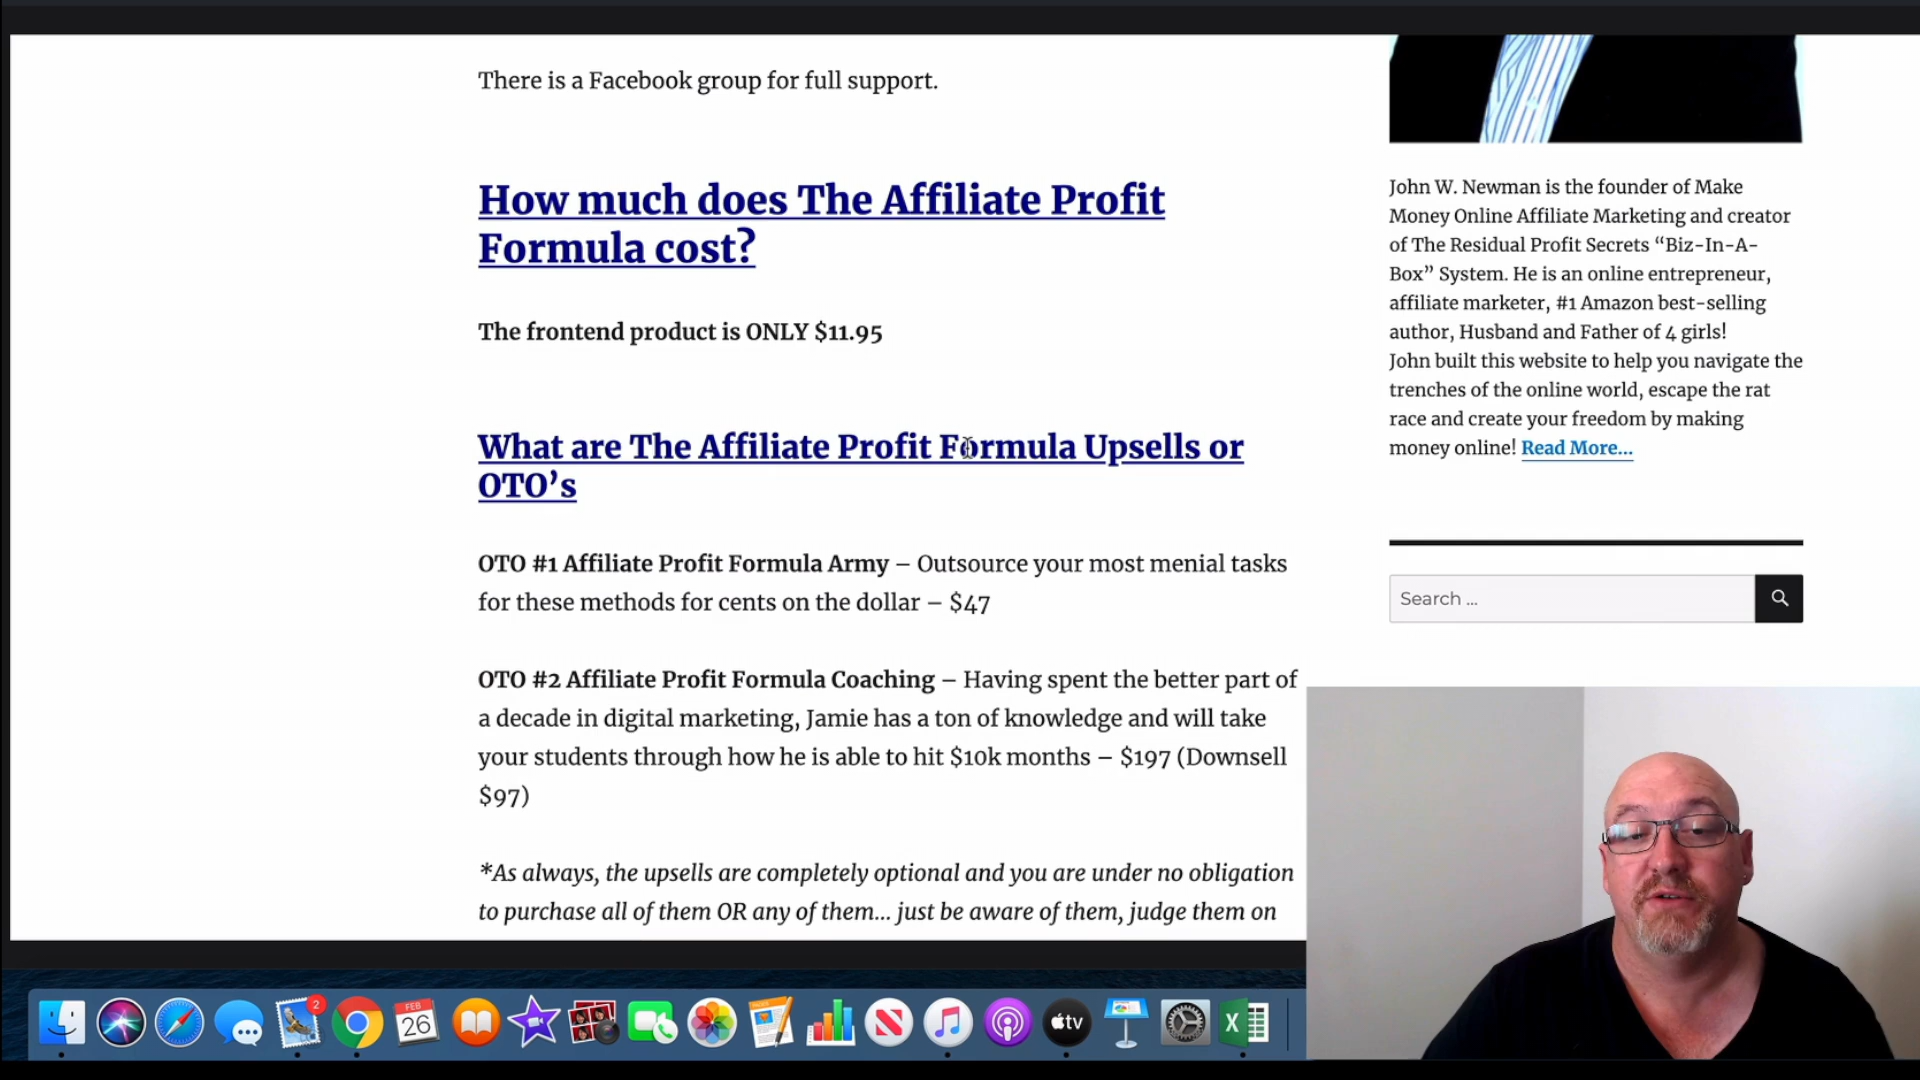 There is a Facebook group for full support.
How much does The Affiliate Profit
Formula cost?
The frontend product is ONLY $11.95
What are The Affiliate Profit Formula Upsells or
OTO’s
OTO #1 Affiliate Profit Formula Army – Outsource your most menial tasks
for these methods for cents on the dollar – $47
OTO #2 Affiliate Profit Formula Coaching – Having spent the better part of
a decade in digital marketing, Jamie has a ton of knowledge and will take
your students through how he is able to hit $10k months – $197 (Downsell
$97)
*As always, the upsells are completely optional and you are under no obligation
to purchase all of them OR any of them... just be aware of them, judge them on
John W. Newman is the founder of Make
Money Online Affiliate Marketing and creator
of The Residual Profit Secrets “Biz-In-A-
Box” System. He is an online entrepreneur,
affiliate marketer, #1 Amazon best-selling
author, Husband and Father of 4 girls!
John built this website to help you navigate the
trenches of the online world, escape the rat
race and create your freedom by making
money online! Read More...
Search ...
2
FEB
26
tv
X